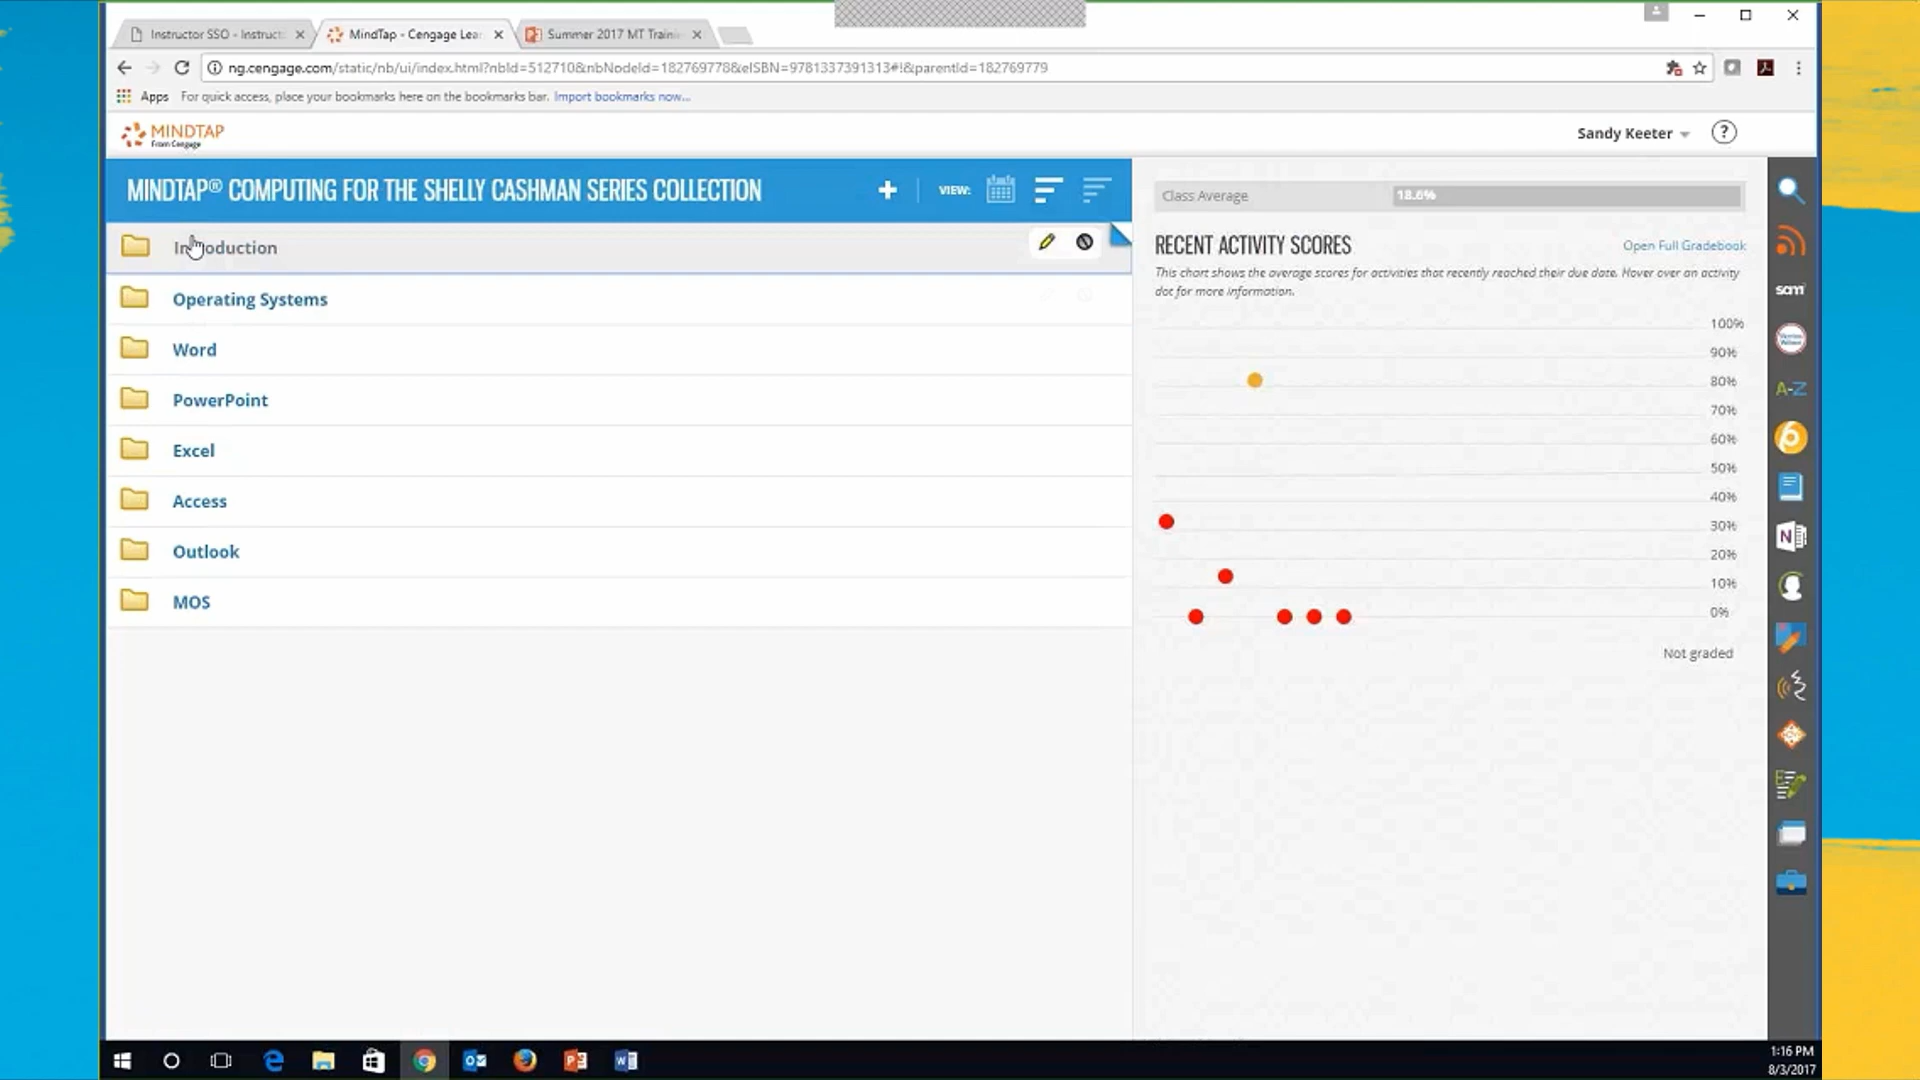 Instructor SSO - Instruct
MindTap - Cengage Lea
Summer 2017 MT Traini
ng.cengage.com/static/nb/ui/index.html?nbId=512710&nbNodeId=182769778&eISBN=9781337391313#!&parentId=182769779
Apps For quick access, place your bookmarks here on the bookmarks bar. Import bookmarks now...
MINDTAP
From Cengage
Sandy Keeter
?
MINDTAP® COMPUTING FOR THE SHELLY CASHMAN SERIES COLLECTION
VIEW:
Introduction
Operating Systems
Word
PowerPoint
Excel
Access
Outlook
MOS
Class Average 18.6%
RECENT ACTIVITY SCORES
Open Full Gradebook
This chart shows the average scores for activities that recently reached their due date. Hover over an activity
dot for more information.
100%
90%
80%
70%
60%
50%
40%
30%
20%
10%
0%
Not graded
sam
A-Z
N
1:16 PM
8/3/2017